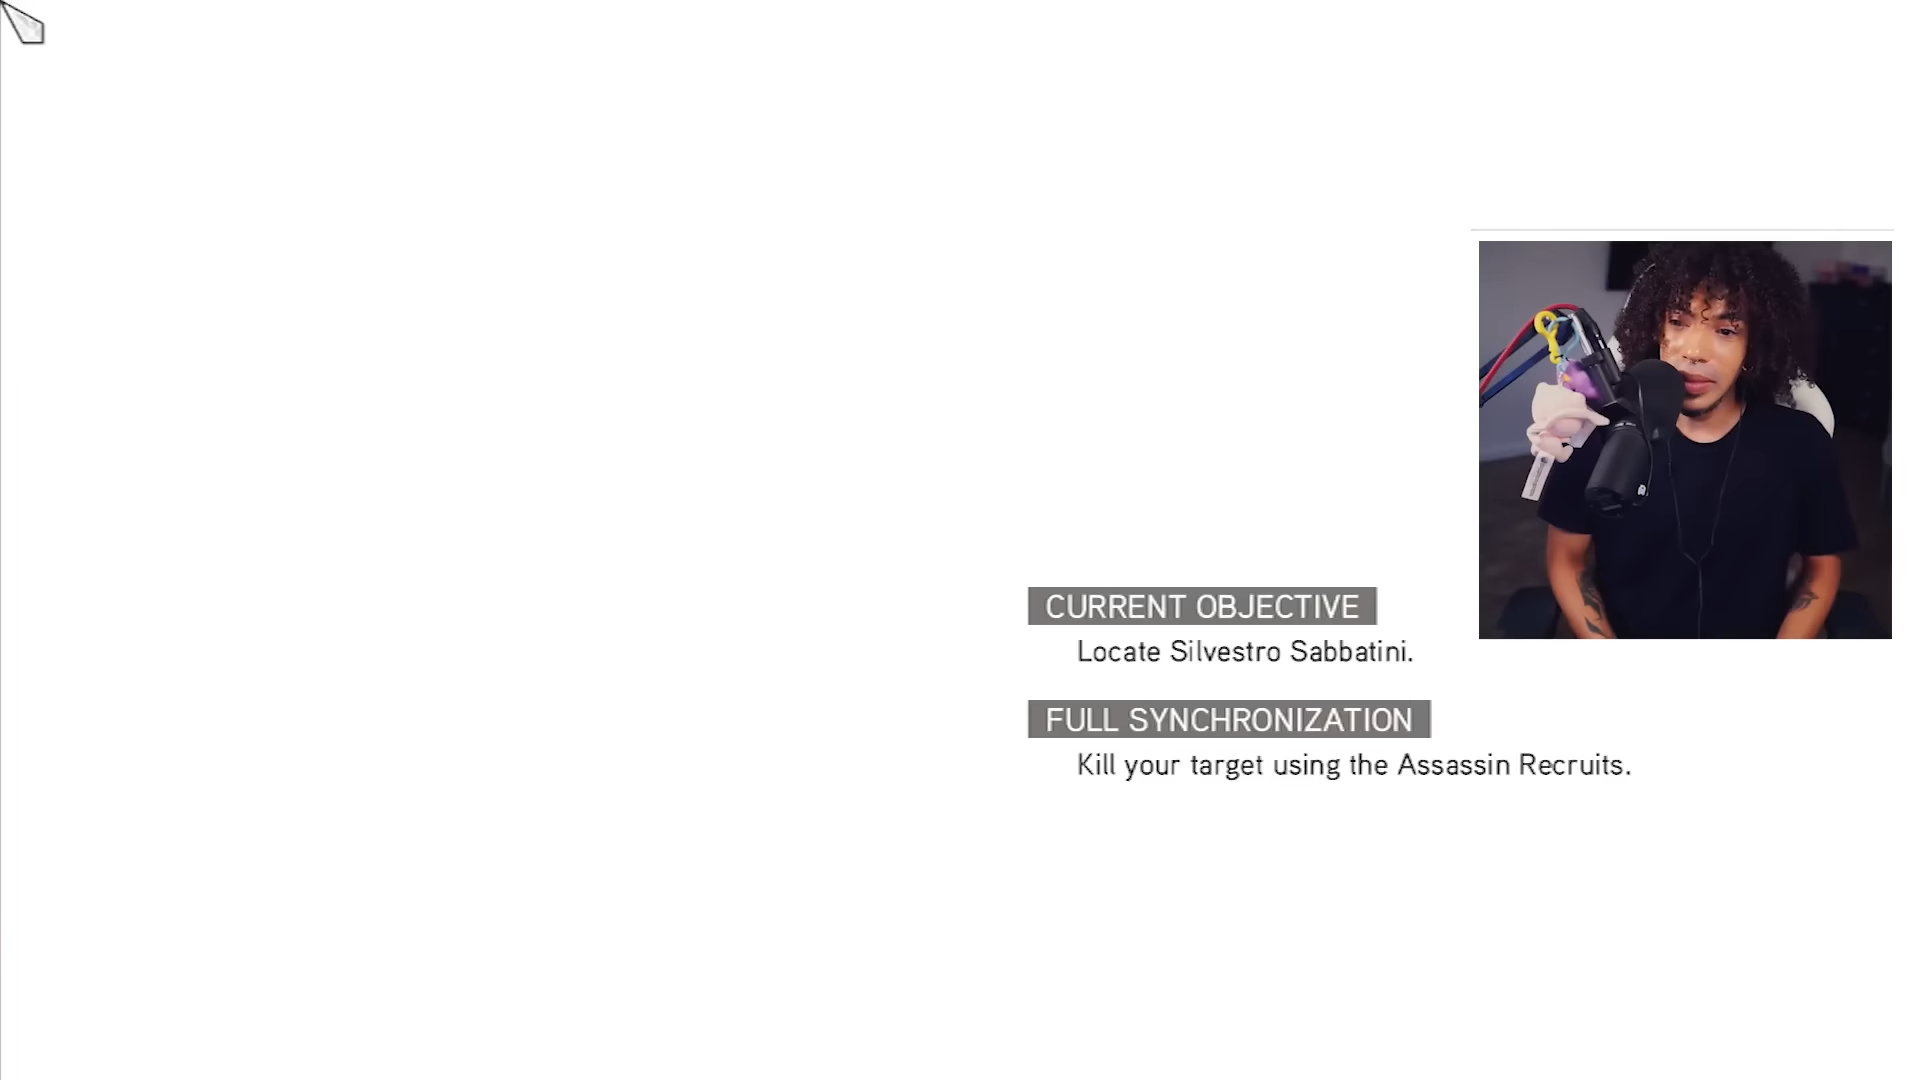 CURRENT OBJECTIVE
Locate Silvestro Sabbatini.
FULL SYNCHRONIZATION
Kill your target using the Assassin Recruits.